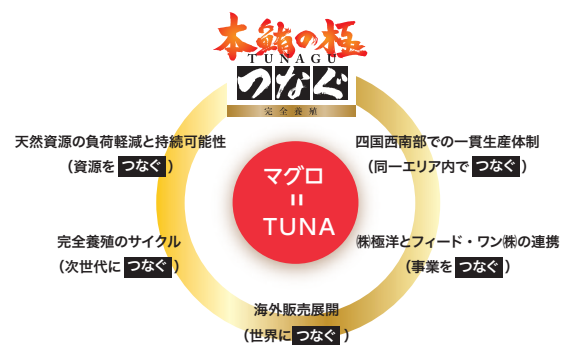 本鮪の極
TUNAGU
つなぐ
完全養殖
天然資源の負荷軽減と持続可能性
（資源を つなぐ ）
四国西南部での一貫生産体制
（同一エリア内で つなぐ ）
マグロ
=
TUNA
完全養殖のサイクル
（次世代に つなぐ ）
㈱極洋とフィード・ワン㈱の連携
（事業を つなぐ ）
海外販売展開
（世界に つなぐ ）